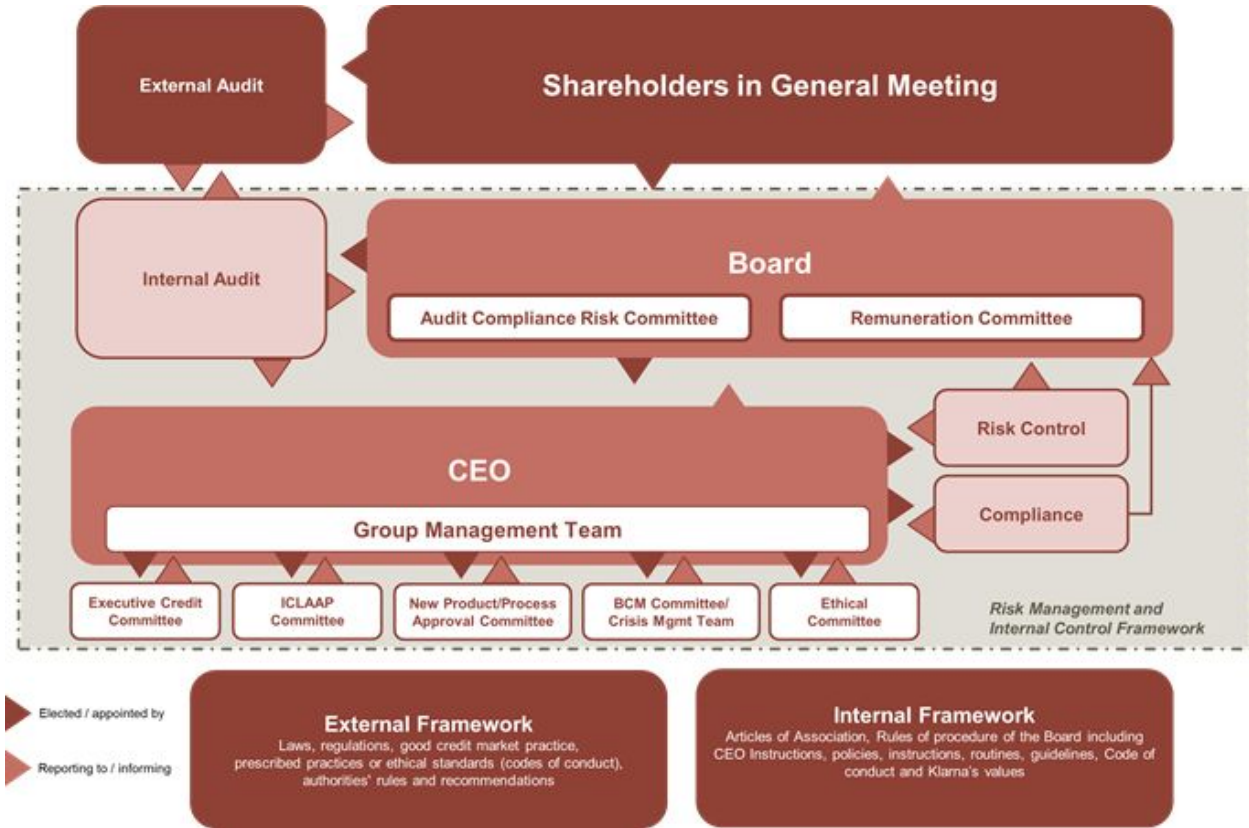 External Audit
Shareholders in General Meeting
Internal Audit
Board
Audit Compliance Risk Committee
Remuneration Committee
Risk Control
CEO
Compliance
Group Management Team
Executive Credit
Committee
ICLAAP
Committee
New Product/Process
Approval Committee
BCM Committee/
Crisis Mgmt Team
Ethical
Committee
Risk Management and
Internal Control Framework
Elected / appointed by
Reporting to / informing
External Framework
Laws, regulations, good credit market practice,
prescribed practices or ethical standards (codes of conduct),
authorities' rules and recommendations
Internal Framework
Articles of Association, Rules of procedure of the Board including
CEO Instructions, policies, instructions, routines, guidelines, Code of
conduct and Klarna's values